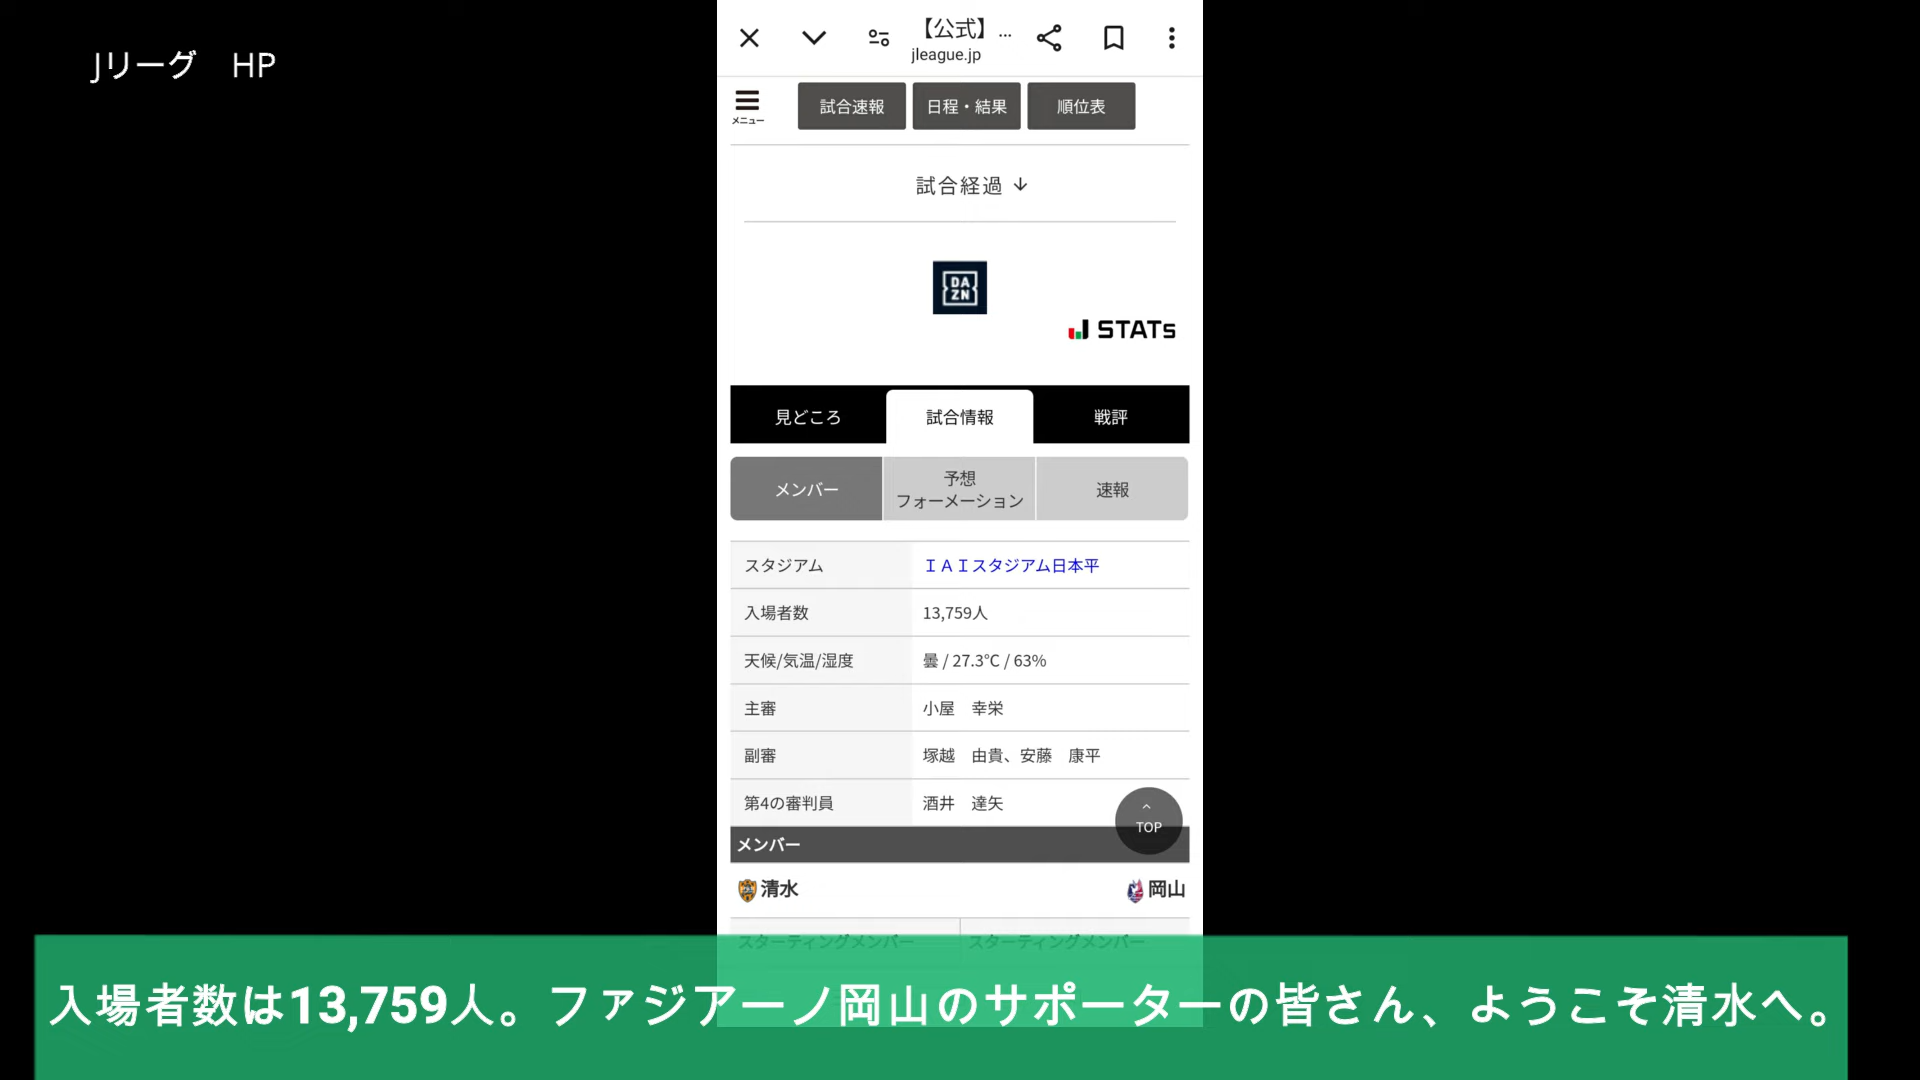 Jリーグ　HP
【公式】 ...
jleague.jp
メニュー
試合速報
日程・結果
順位表
試合経過 ↓
DAZN
STATs
見どころ
試合情報
戦評
メンバー
予想
フォーメーション
速報
スタジアム ＩＡＩスタジアム日本平
入場者数 13,759人
天候/気温/湿度 曇 / 27.3℃ / 63%
主審 小屋　幸栄
副審 塚越　由貴、安藤　康平
第4の審判員 酒井　達矢
TOP
メンバー
清水 岡山
スターティングメンバー スターティングメンバー
入場者数は13,759人。ファジアーノ岡山のサポーターの皆さん、ようこそ清水へ。